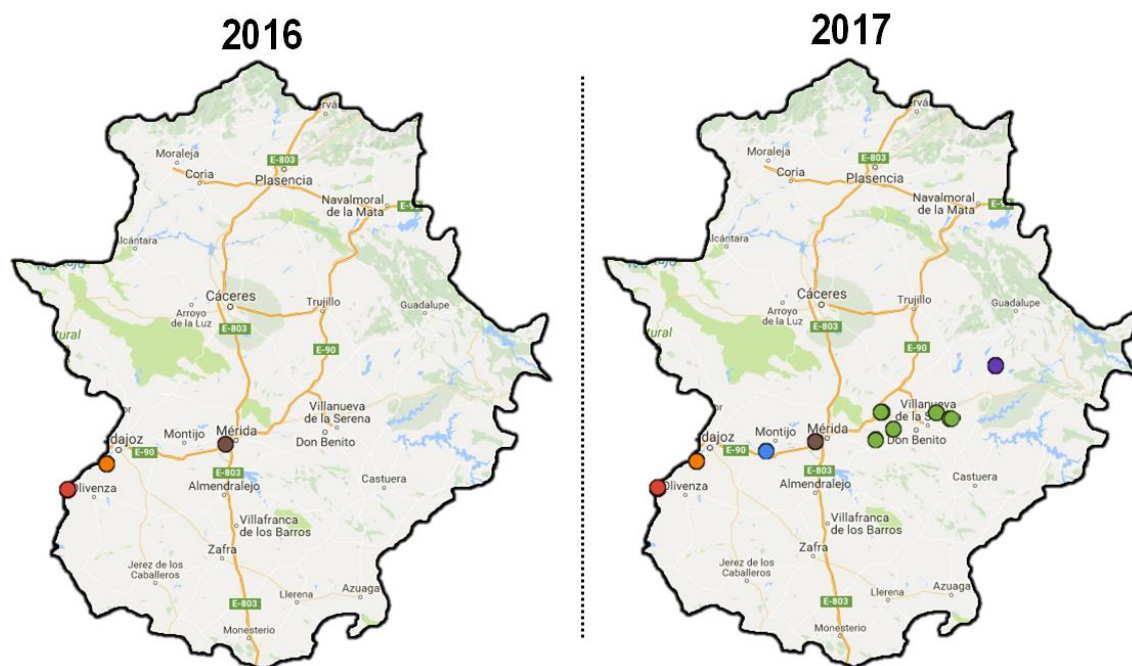 2016
Moraleja
E-803
Coria
Plasencia
Navalmoral
de la Mata
Alcántara
Cáceres
Arroyo
de la Luz
Trujillo
Guadalupe
E-803
E-90
Villanueva
de la Serena
Mérida
Montijo
Don Benito
E-90
E-803
Castuera
Olivenza
Almendralejo
Villafranca
de los Barros
Zafra
Jerez de los
Caballeros
Azuaga
Llerena
E-803
Monesterio
2017
Moraleja
E-803
Coria
Plasencia
Navalmoral
de la Mata
Alcántara
Cáceres
Arroyo
de la Luz
Trujillo
Guadalupe
E-803
E-90
Villanueva
de la
Mérida
Montijo
Don Benito
E-90
E-803
Castuera
Olivenza
Almendralejo
Villafranca
de los Barros
Zafra
Jerez de los
Caballeros
Azuaga
Llerena
E-803
Monesterio